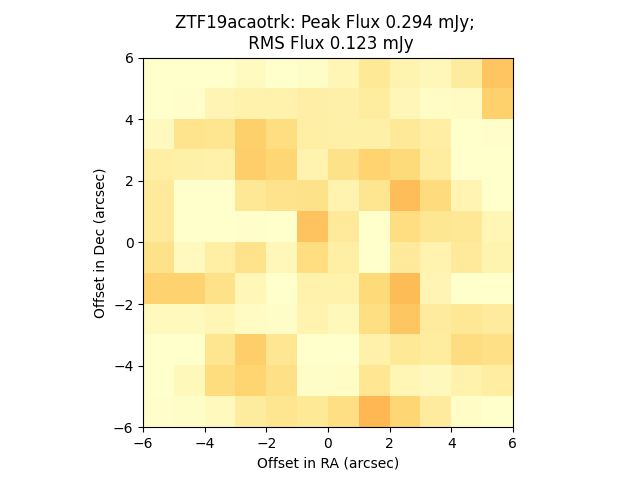 ZTF19acaotrk: Peak Flux 0.294 mJy;
RMS Flux 0.123 mJy
6
4
2
0
−2
−4
−6
Offset in Dec (arcsec)
−6 −4 −2 0 2 4 6
Offset in RA (arcsec)